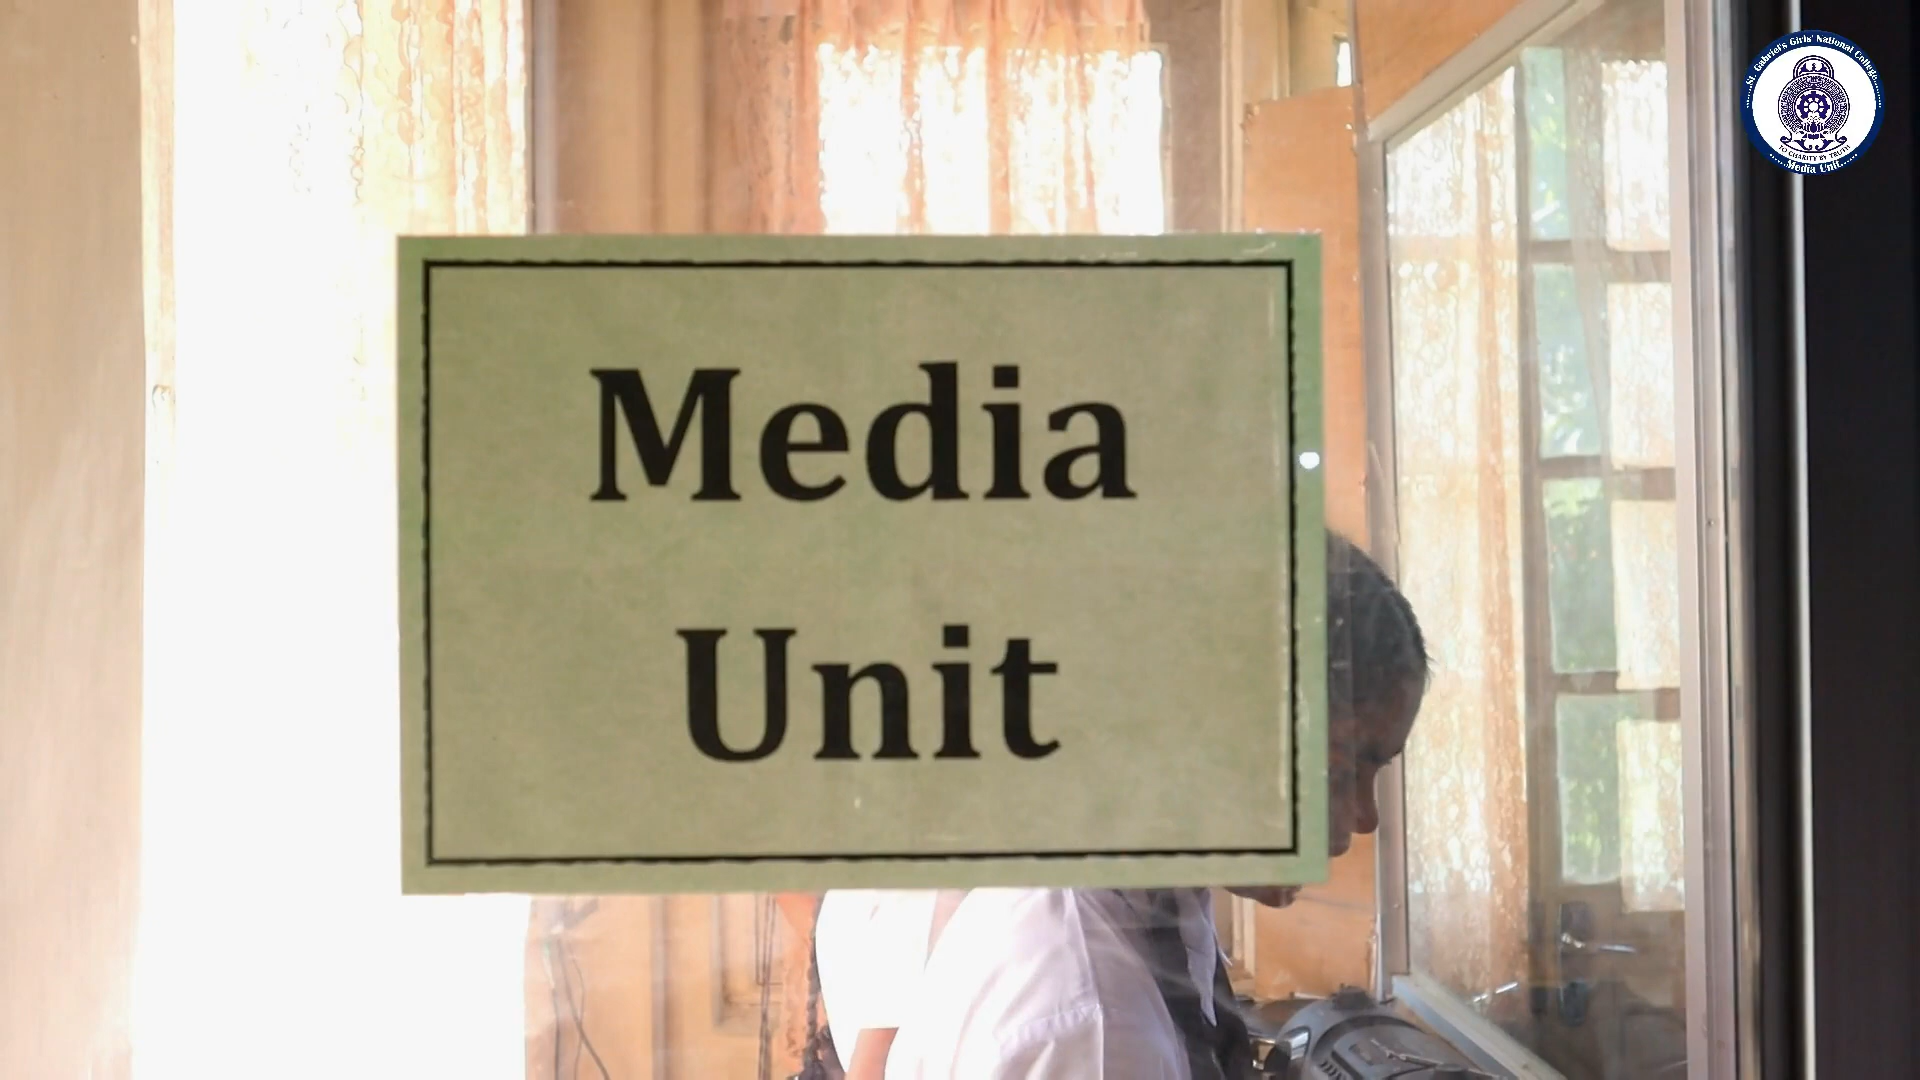 Media
Unit
St. Gabriel's Girls' National College
TO CHARITY BY TRUTH
Media Unit